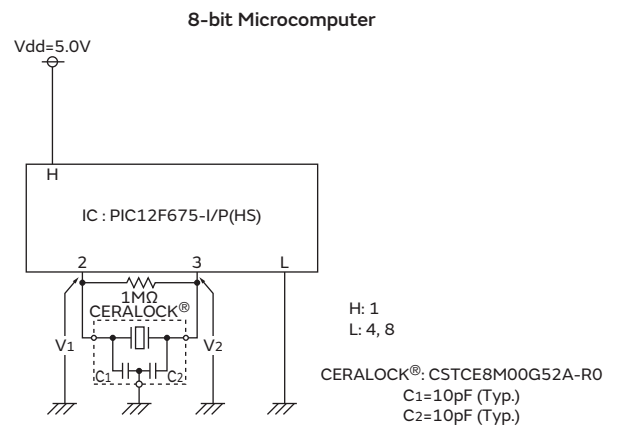 8-bit Microcomputer
Vdd=5.0V
H
IC : PIC12F675-I/P(HS)
2
3
L
1MΩ
CERALOCK®
V1
V2
C1
C2
H: 1
L: 4, 8
CERALOCK®: CSTCE8M00G52A-R0
C1=10pF (Typ.)
C2=10pF (Typ.)